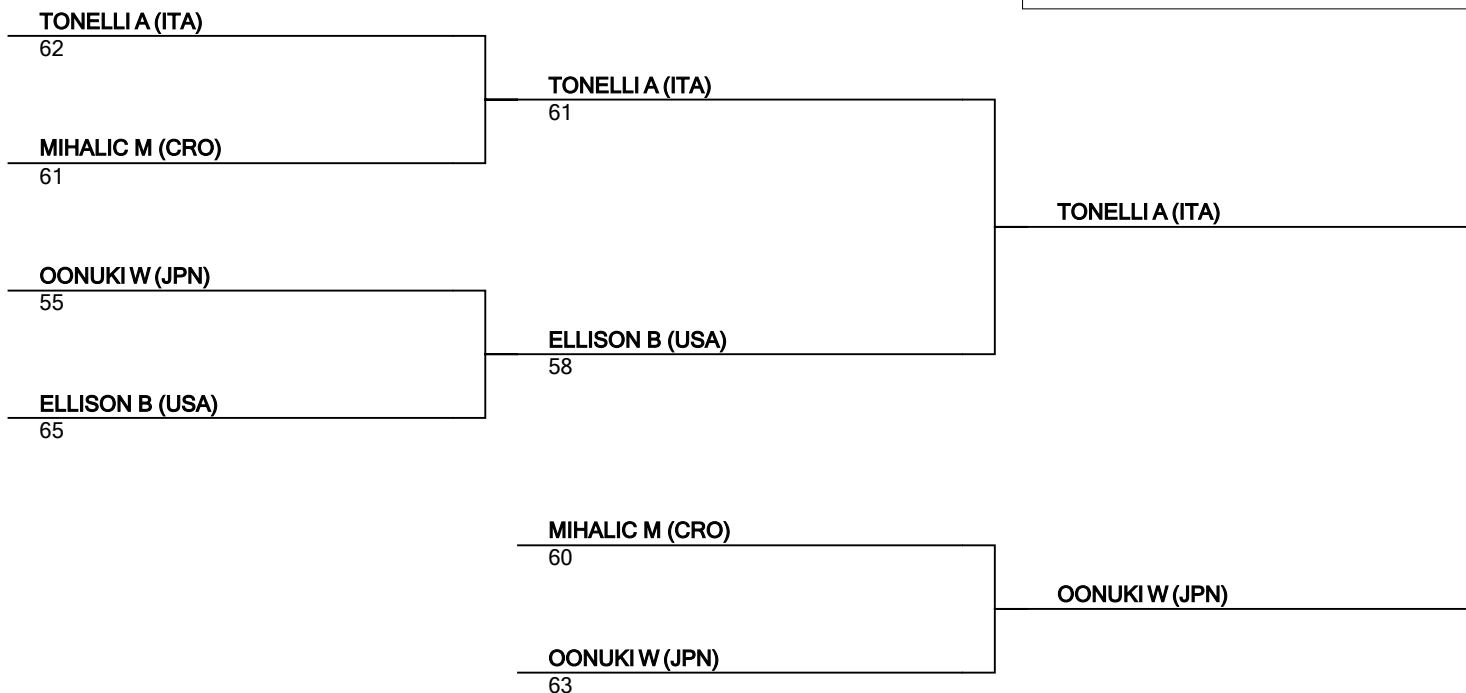 TONELLI A (ITA)
62
MIHALIC M (CRO)
61
OONUKI W (JPN)
55
ELLISON B (USA)
65
TONELLI A (ITA)
61
ELLISON B (USA)
58
TONELLI A (ITA)
MIHALIC M (CRO)
60
OONUKI W (JPN)
63
OONUKI W (JPN)